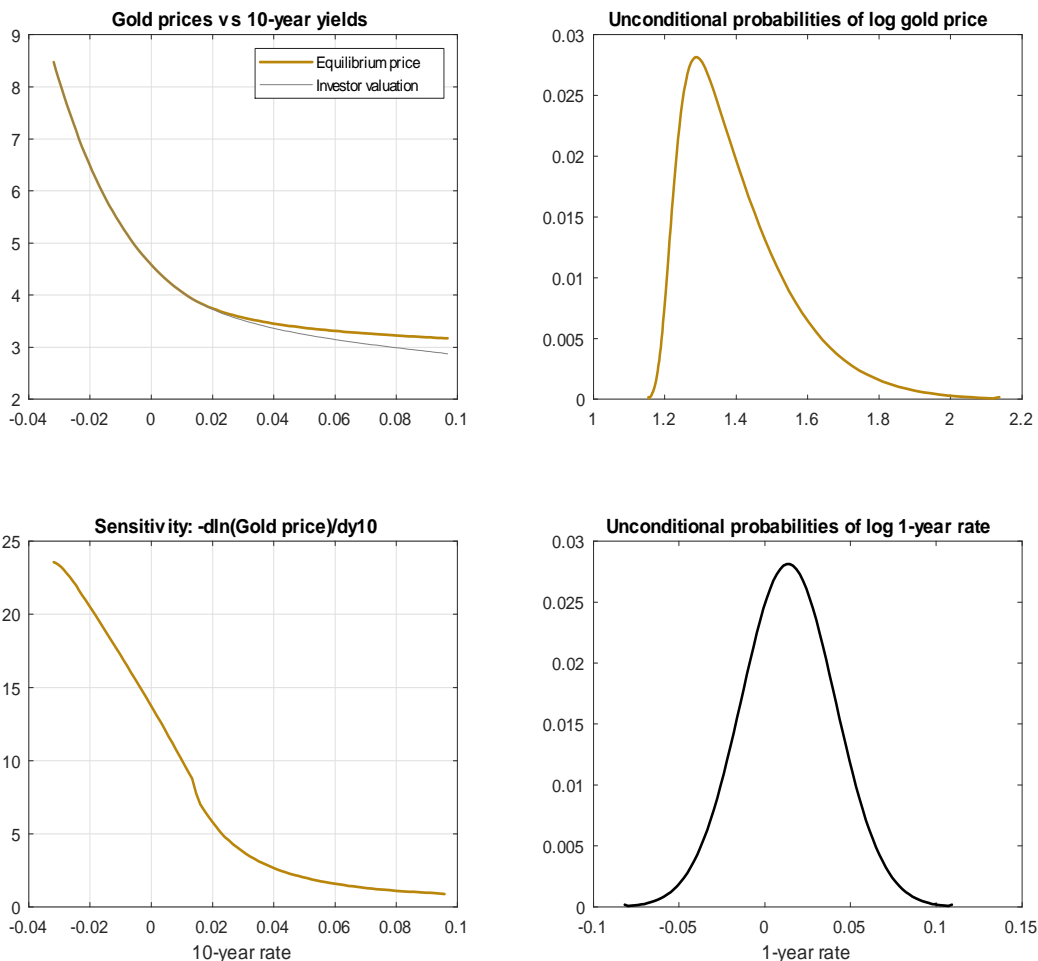 Gold prices vs 10-year yields
9
8
7
6
5
4
3
2
-0.04 -0.02 0 0.02 0.04 0.06 0.08 0.1
Equilibrium price
Investor valuation
Unconditional probabilities of log gold price
0.03
0.025
0.02
0.015
0.01
0.005
0
1 1.2 1.4 1.6 1.8 2 2.2
Sensitivity: -dln(Gold price)/dy10
25
20
15
10
5
0
-0.04 -0.02 0 0.02 0.04 0.06 0.08 0.1
10-year rate
Unconditional probabilities of log 1-year rate
0.03
0.025
0.02
0.015
0.01
0.005
0
-0.1 -0.05 0 0.05 0.1 0.15
1-year rate